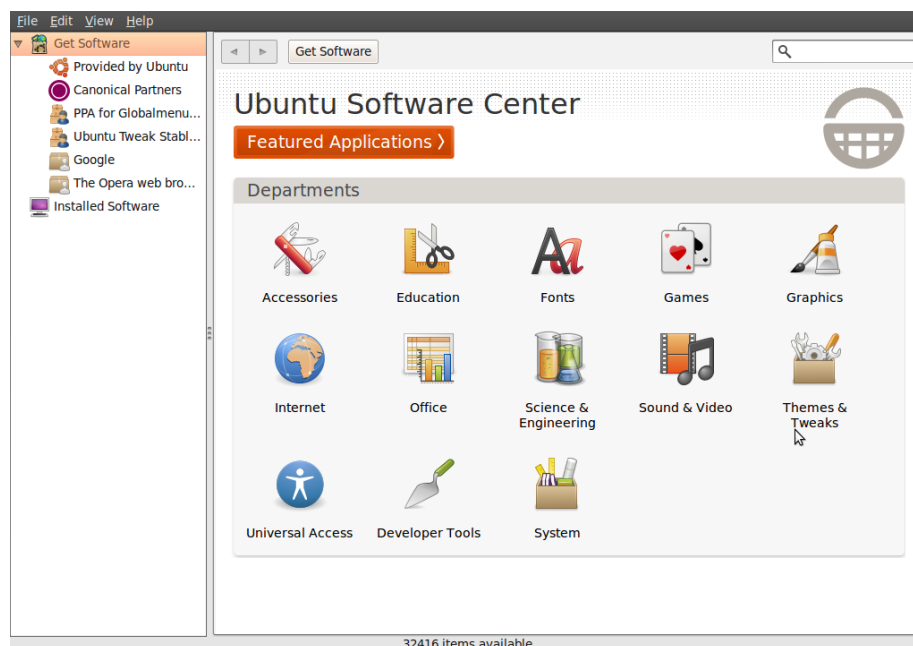 File Edit View Help
Get Software
Provided by Ubuntu
Canonical Partners
PPA for Globalmenu...
Ubuntu Tweak Stabl...
Google
The Opera web bro...
Installed Software
Get Software
Ubuntu Software Center
Featured Applications
Departments
Accessories
Education
Fonts
Games
Graphics
Internet
Office
Science &
Engineering
Sound & Video
Themes &
Tweaks
Universal Access
Developer Tools
System
32416 items available